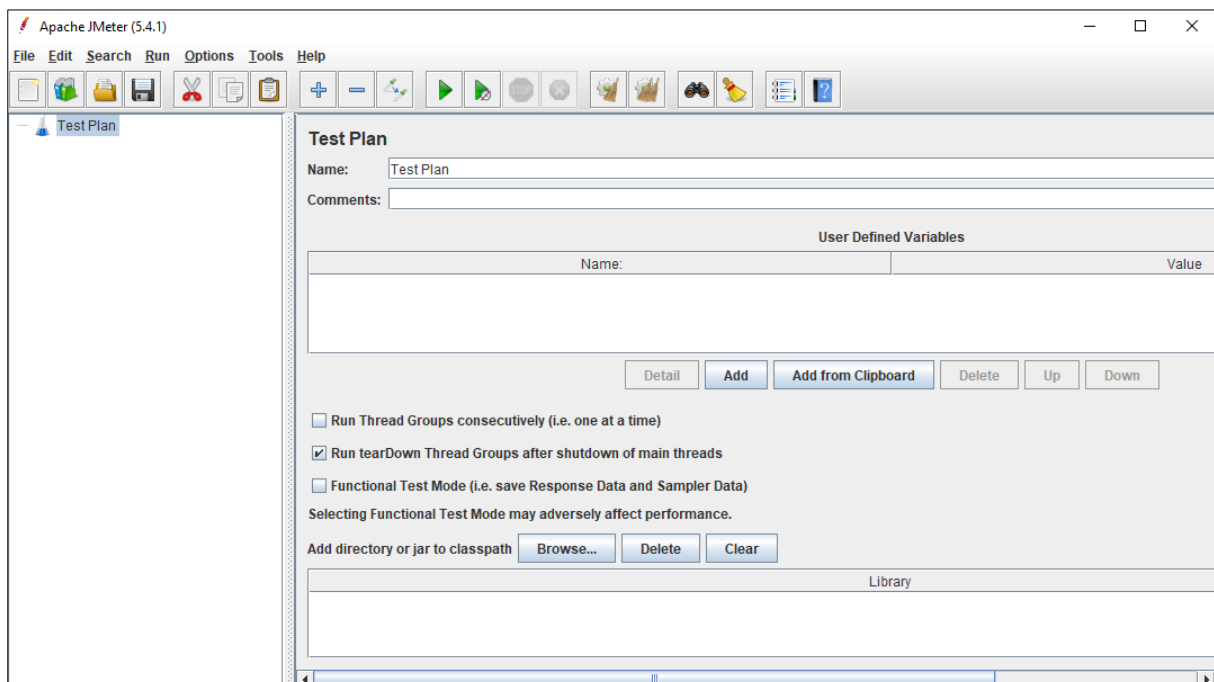 Apache JMeter (5.4.1)
File Edit Search Run Options Tools Help
STOP
Test Plan
Test Plan
Name: Test Plan
Comments:
User Defined Variables
Name: Value
Detail Add Add from Clipboard Delete Up Down
Run Thread Groups consecutively (i.e. one at a time)
Run tearDown Thread Groups after shutdown of main threads
Functional Test Mode (i.e. save Response Data and Sampler Data)
Selecting Functional Test Mode may adversely affect performance.
Add directory or jar to classpath Browse... Delete Clear
Library